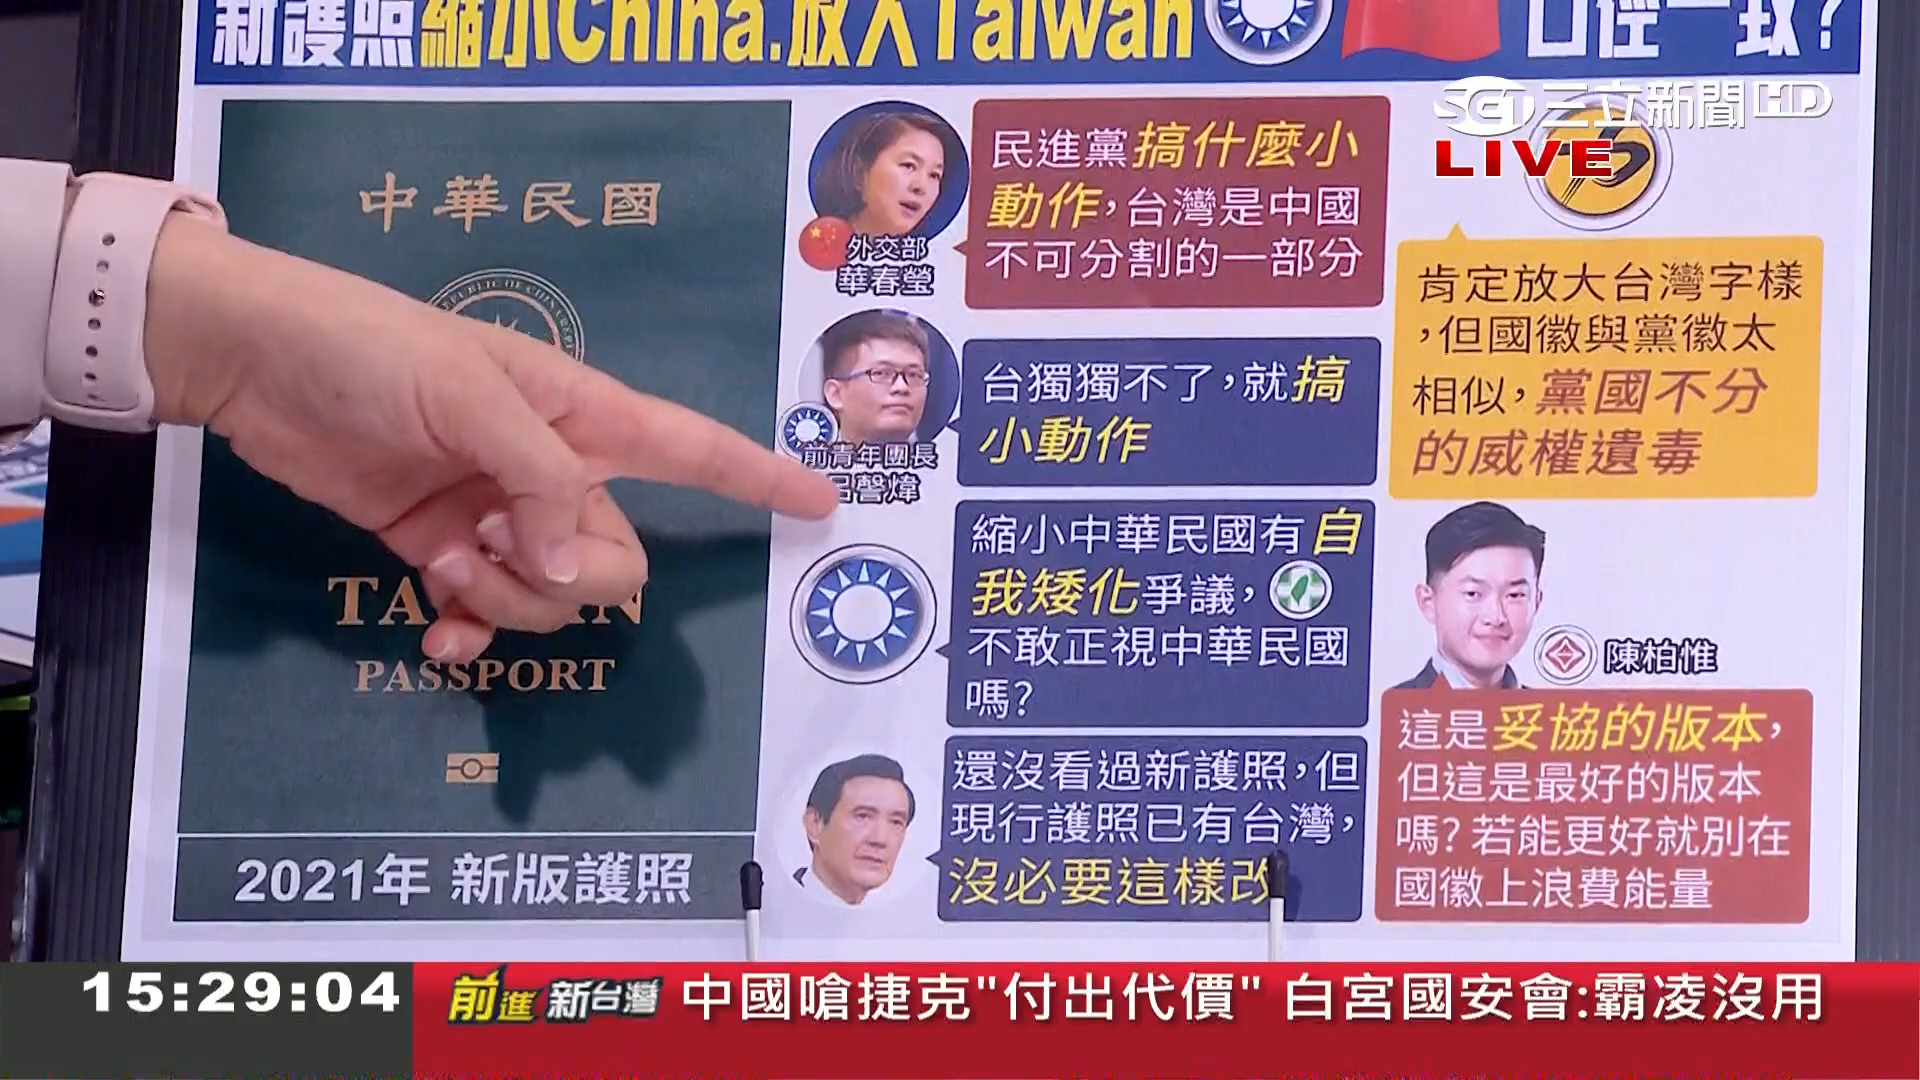 新護照縮小China.放大Taiwan
口徑一致?
SET三立新聞HD
LIVE
中華民國
REPUBLIC OF CHINA
PASSPORT
2021年 新版護照
外交部
華春瑩
民進黨搞什麼小
動作,台灣是中國
不可分割的一部分
前青年團長
呂謦煒
台獨獨不了,就搞
小動作
縮小中華民國有自
我矮化爭議,
不敢正視中華民國
嗎?
還沒看過新護照,但
現行護照已有台灣,
沒必要這樣改
肯定放大台灣字樣
,但國徽與黨徽太
相似,黨國不分
的威權遺毒
陳柏惟
這是妥協的版本,
但這是最好的版本
嗎?若能更好就別在
國徽上浪費能量
15:29:04
前進新台灣
中國嗆捷克"付出代價" 白宮國安會:霸凌沒用